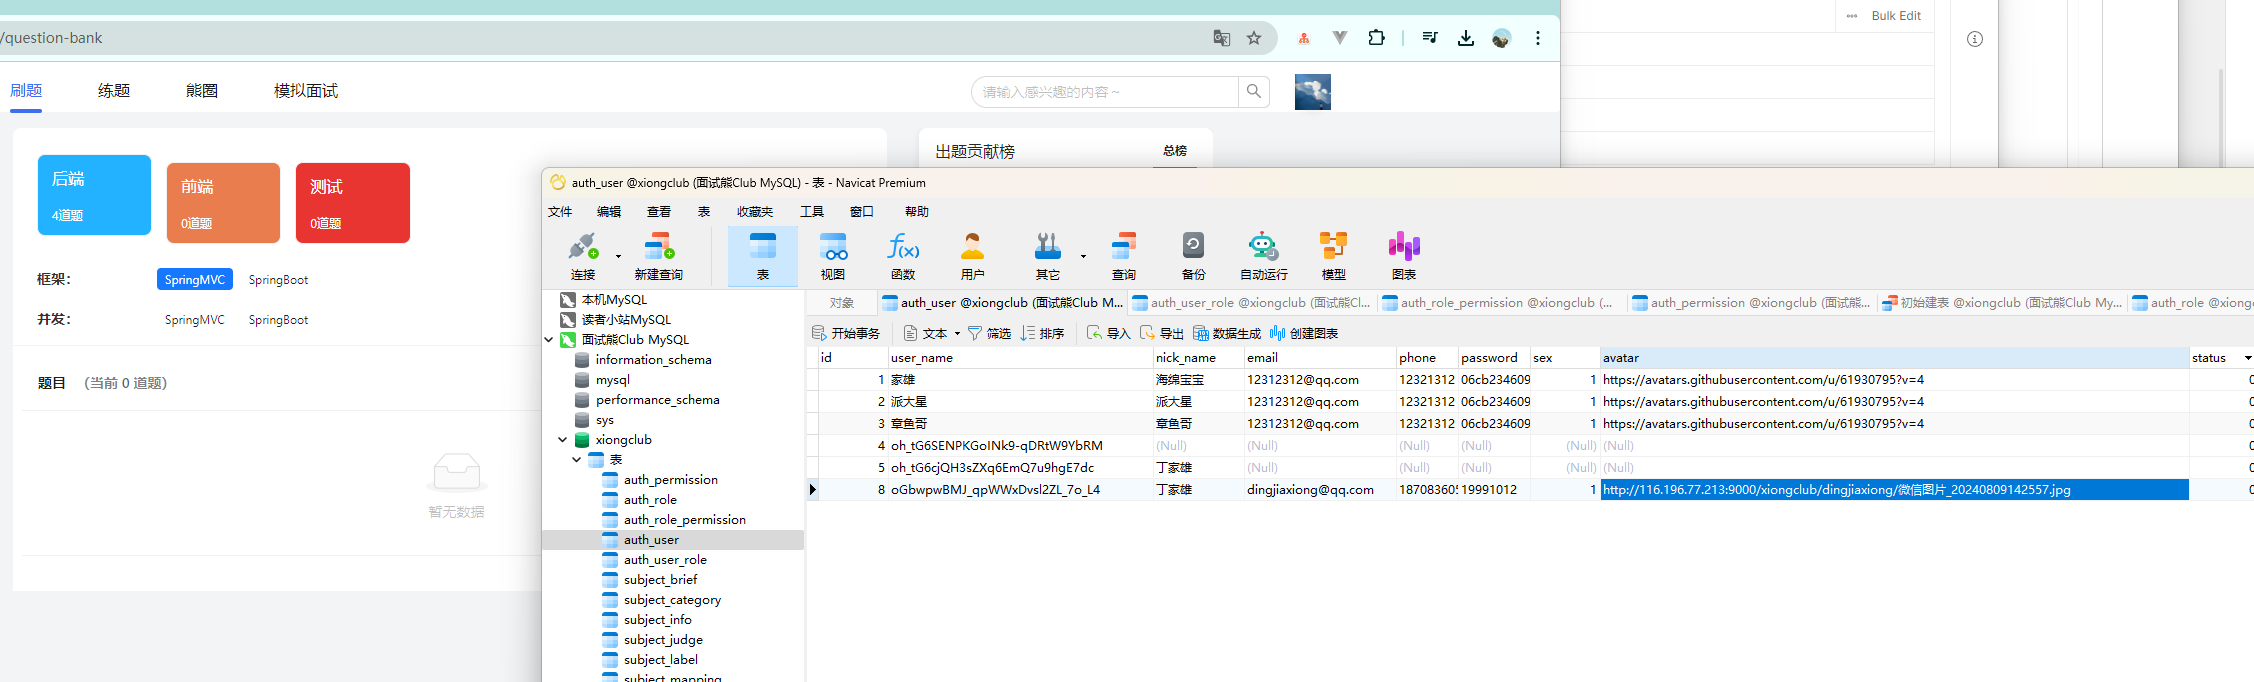 /question-bank
Bulk Edit
刷题 练题 熊圈 模拟面试
请输入感兴趣的内容 ~
后端
4道题
前端
0道题
测试
0道题
出题贡献榜 总榜
框架： SpringMVC SpringBoot
并发： SpringMVC SpringBoot
题目 (当前 0 道题)
暂无数据
auth_user @xiongclub (面试熊Club MySQL) - 表 - Navicat Premium
文件 编辑 查看 表 收藏夹 工具 窗口 帮助
连接 新建查询 表 视图 函数 用户 其它 查询 备份 自动运行 模型 图表
本机MySQL
读者小站MySQL
面试熊Club MySQL
information_schema
mysql
performance_schema
sys
xiongclub
表
auth_permission
auth_role
auth_role_permission
auth_user
auth_user_role
subject_brief
subject_category
subject_info
subject_judge
subject_label
subject_mapping
对象 auth_user @xiongclub (面试熊Club M... auth_user_role @xiongclub (面试熊Cl... auth_role_permission @xiongclub (... auth_permission @xiongclub (面试熊... 初始建表 @xiongclub (面试熊Club My... auth_role @xiong
开始事务 文本 筛选 排序 导入 导出 数据生成 创建图表
id user_name nick_name email phone password sex avatar status
1 家雄 海绵宝宝 12312312@qq.com 12321312 06cb234609 1 https://avatars.githubusercontent.com/u/61930795?v=4 0
2 派大星 派大星 12312312@qq.com 12321312 06cb234609 1 https://avatars.githubusercontent.com/u/61930795?v=4 0
3 章鱼哥 章鱼哥 12312312@qq.com 12321312 06cb234609 1 https://avatars.githubusercontent.com/u/61930795?v=4 0
4 oh_tG6SENPKGoINk9-qDRtW9YbRM (Null) (Null) (Null) (Null) (Null) (Null) 0
5 oh_tG6cjQH3sZXq6EmQ7u9hgE7dc 丁家雄 (Null) (Null) (Null) (Null) (Null) 0
8 oGbwpwBMJ_qpWWxDvsl2ZL_7o_L4 丁家雄 dingjiaxiong@qq.com 18708360 19991012 1 http://116.196.77.213:9000/xiongclub/dingjiaxiong/微信图片_20240809142557.jpg 0